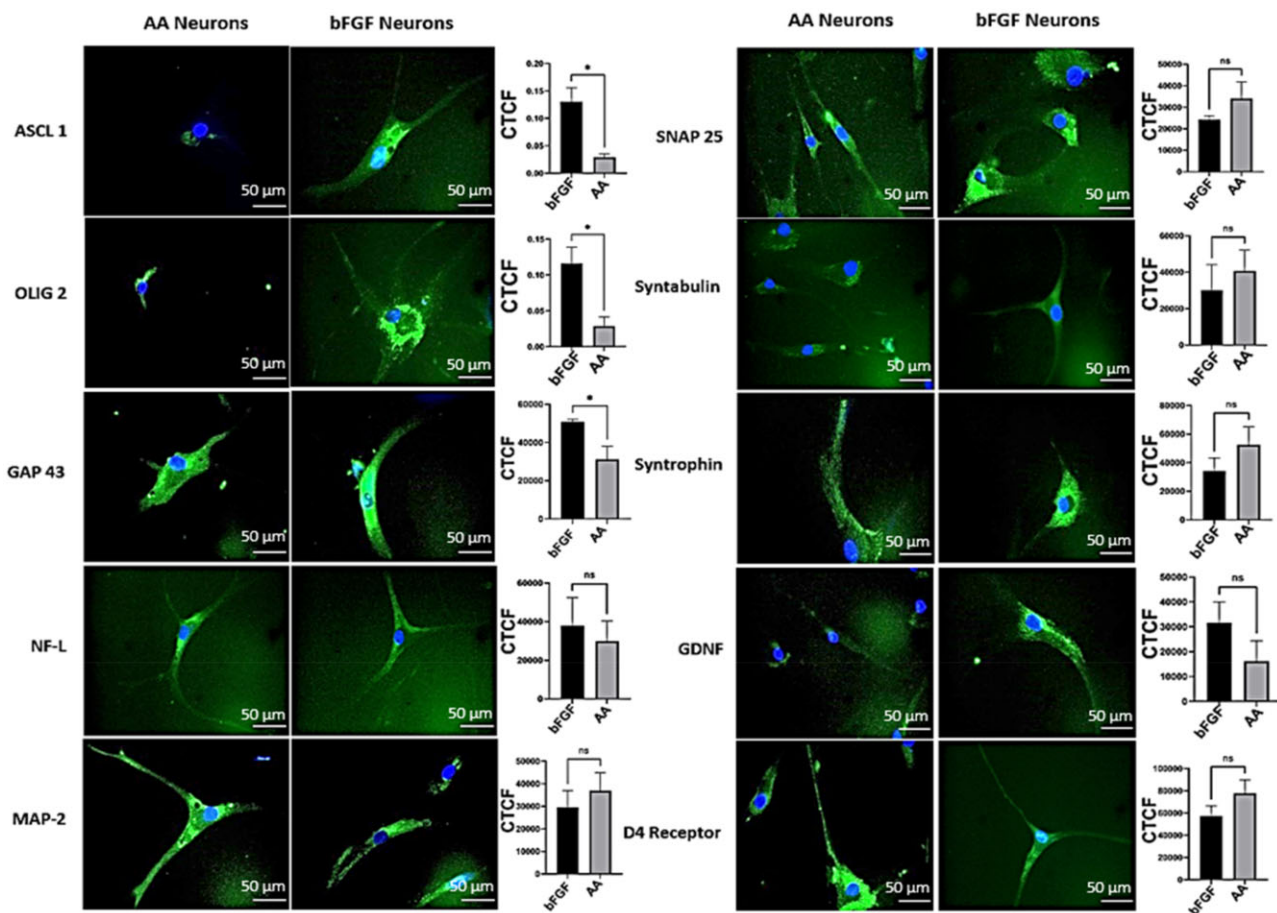 AA Neurons bFGF Neurons
ASCL 1
50 µm 50 µm
CTCF
0.20
0.15
0.10
0.05
0.00
*
bFGF AA
OLIG 2
50 µm 50 µm
CTCF
0.15
0.10
0.05
0.00
*
bFGF AA
GAP 43
50 µm 50 µm
CTCF
60000
40000
20000
0
*
bFGF AA
NF-L
50 µm 50 µm
CTCF
60000
40000
20000
0
ns
bFGF AA
MAP-2
50 µm 50 µm
CTCF
50000
40000
30000
20000
10000
0
ns
bFGF AA
AA Neurons bFGF Neurons
SNAP 25
50 µm 50 µm
CTCF
50000
40000
30000
20000
10000
0
ns
bFGF AA
Syntabulin
50 µm 50 µm
CTCF
60000
40000
20000
0
ns
bFGF AA
Syntrophin
50 µm 50 µm
CTCF
80000
60000
40000
20000
0
ns
bFGF AA
GDNF
50 µm 50 µm
CTCF
50000
40000
30000
20000
10000
0
ns
bFGF AA
D4 Receptor
50 µm 50 µm
CTCF
100000
80000
60000
40000
20000
0
ns
bFGF AA